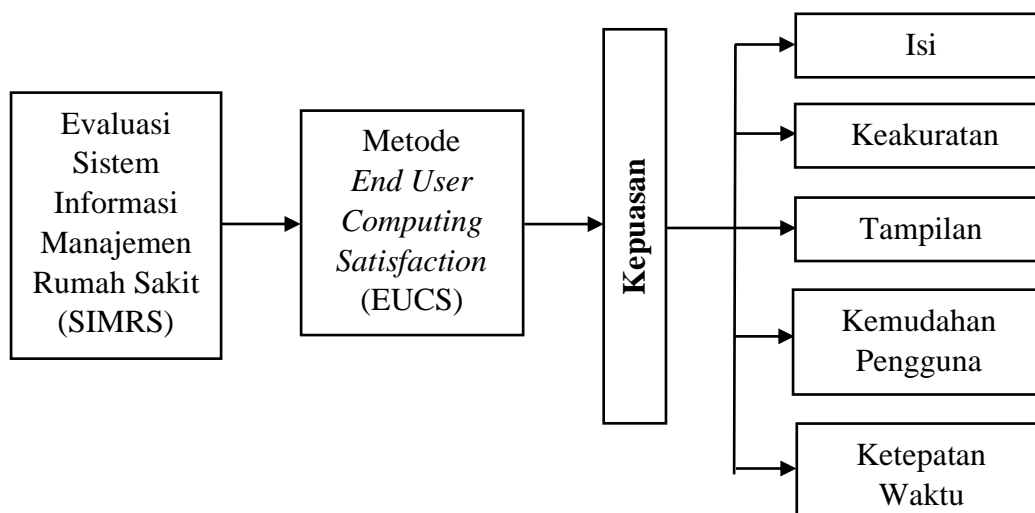 Evaluasi
Sistem
Informasi
Manajemen
Rumah Sakit
(SIMRS)
Metode
End User
Computing
Satisfaction
(EUCS)
Kepuasan
Isi
Keakuratan
Tampilan
Kemudahan
Pengguna
Ketepatan
Waktu